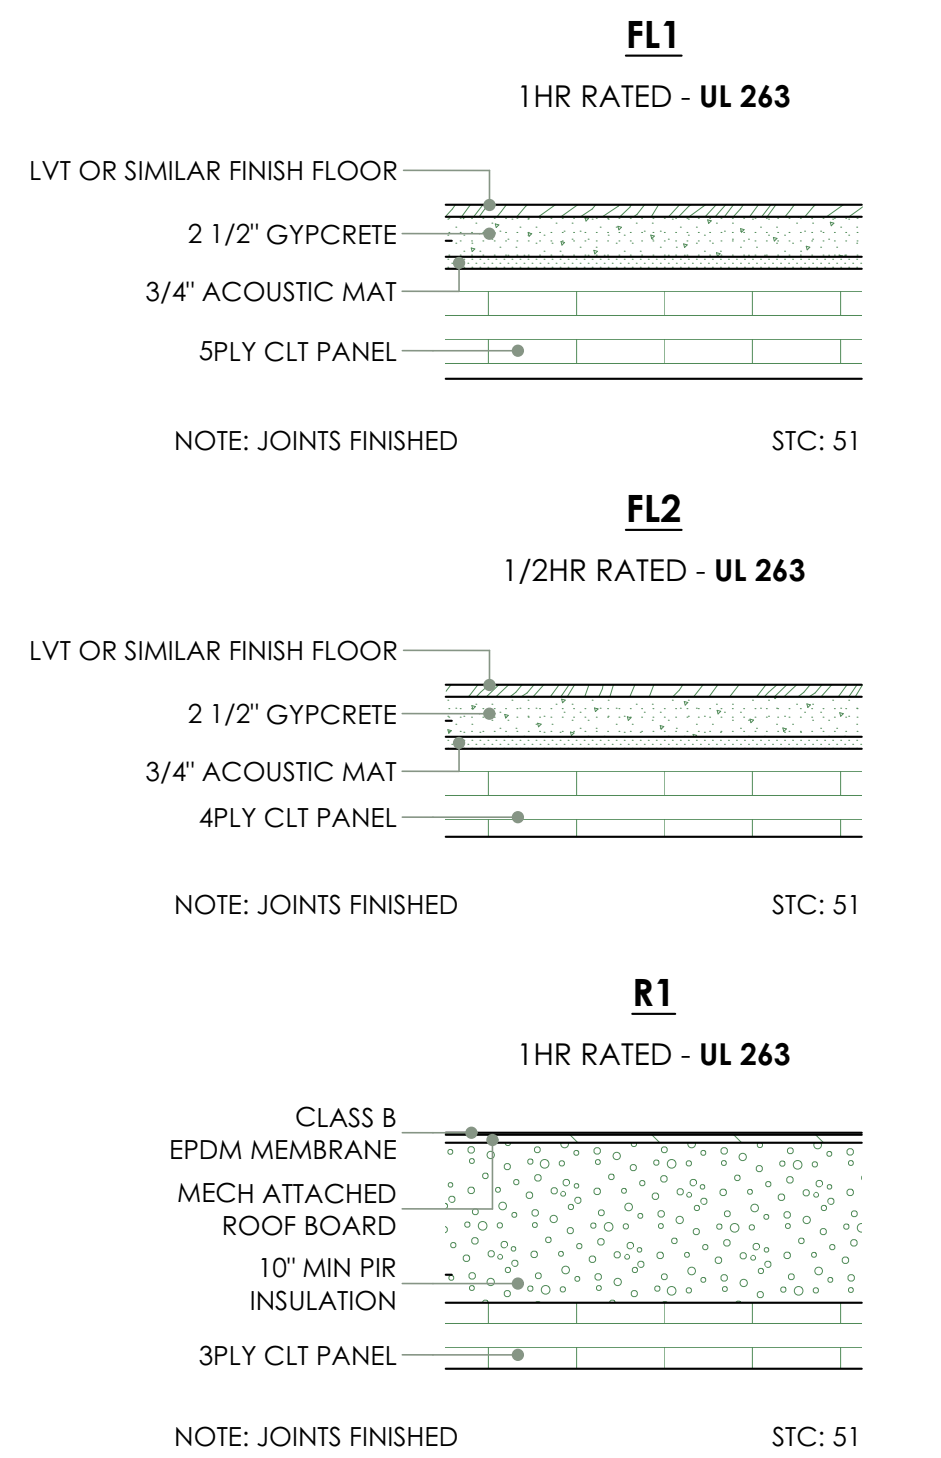 FL1
1HR RATED - UL 263
LVT OR SIMILAR FINISH FLOOR
2 1/2" GYPCRETE
3/4" ACOUSTIC MAT
5PLY CLT PANEL
NOTE: JOINTS FINISHED
STC: 51
FL2
1/2HR RATED - UL 263
LVT OR SIMILAR FINISH FLOOR
2 1/2" GYPCRETE
3/4" ACOUSTIC MAT
4PLY CLT PANEL
NOTE: JOINTS FINISHED
STC: 51
R1
1HR RATED - UL 263
CLASS B
EPDM MEMBRANE
MECH ATTACHED
ROOF BOARD
10" MIN PIR
INSULATION
3PLY CLT PANEL
NOTE: JOINTS FINISHED
STC: 51